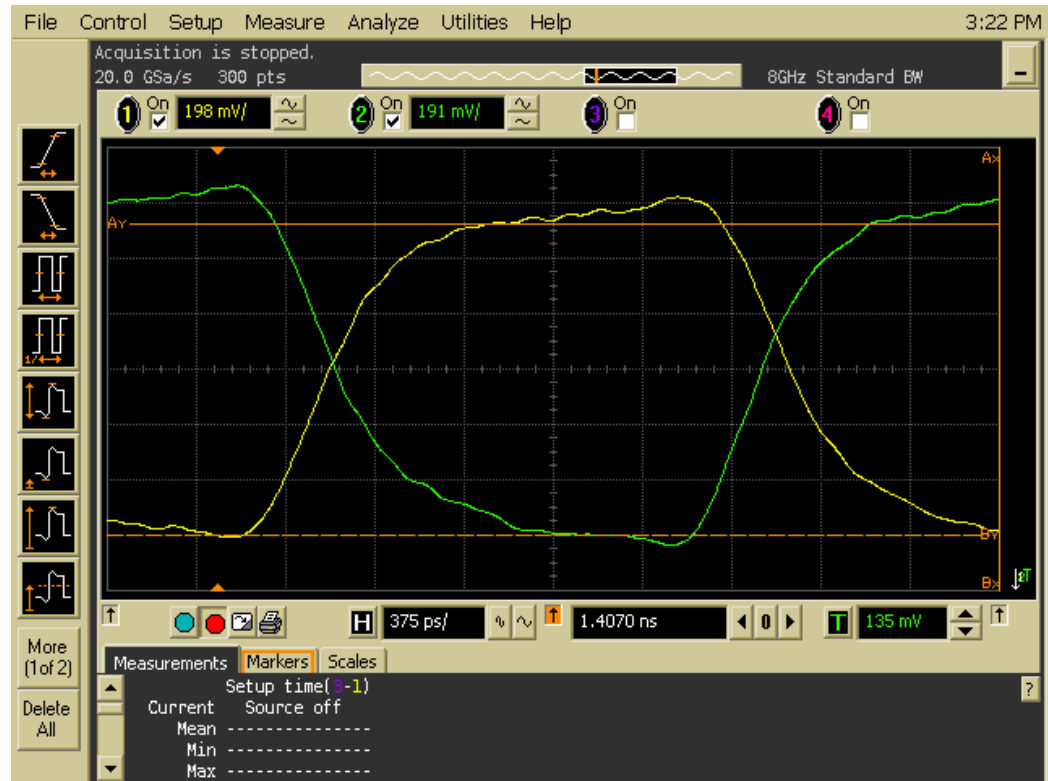 File Control Setup Measure Analyze Utilities Help 3:22 PM
Acquisition is stopped.
20.0 GSa/s 300 pts 8GHz Standard BW
1 On 198 mV/ 2 On 191 mV/ 3 On 4 On
Ax
AY
BY
Bx
1/
H 375 ps/ 1.4070 ns 0 T 135 mV
More
(1of 2)
Delete
All
Measurements Markers Scales
Setup time(3-1) ?
Current Source off
Mean ---------------
Min ---------------
Max ---------------